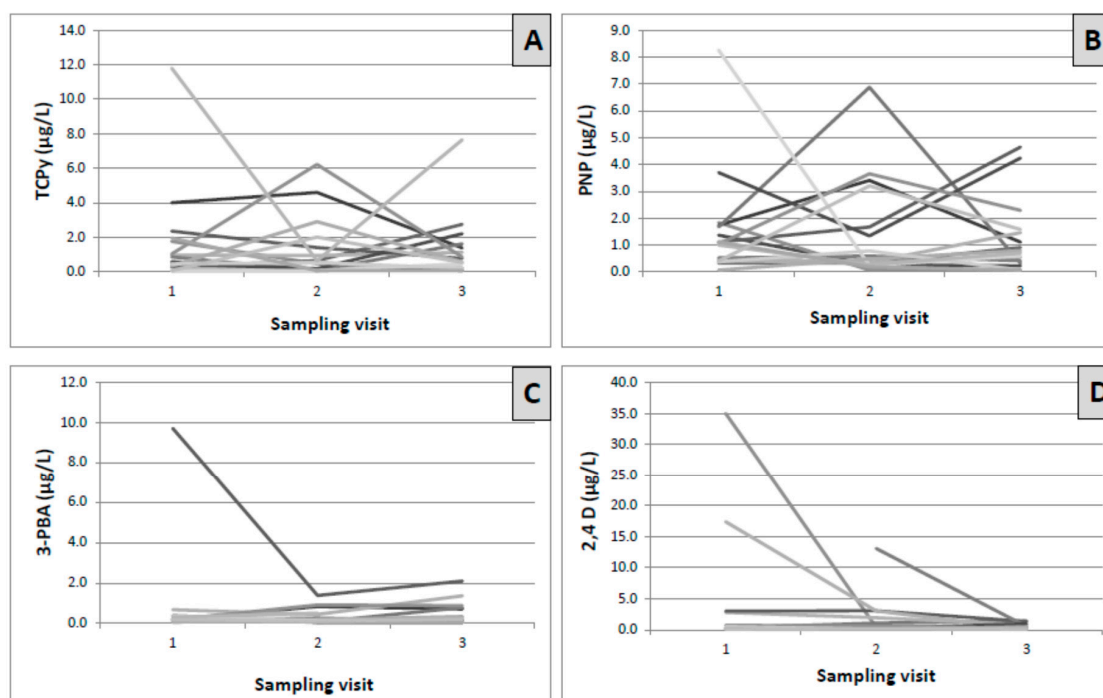 A
TCPy (µg/L)
14.0
12.0
10.0
8.0
6.0
4.0
2.0
0.0
1 2 3
Sampling visit
B
PNP (µg/L)
9.0
8.0
7.0
6.0
5.0
4.0
3.0
2.0
1.0
0.0
1 2 3
Sampling visit
C
3-PBA (µg/L)
12.0
10.0
8.0
6.0
4.0
2.0
0.0
1 2 3
Sampling visit
D
2,4 D (µg/L)
40.0
35.0
30.0
25.0
20.0
15.0
10.0
5.0
0.0
1 2 3
Sampling visit